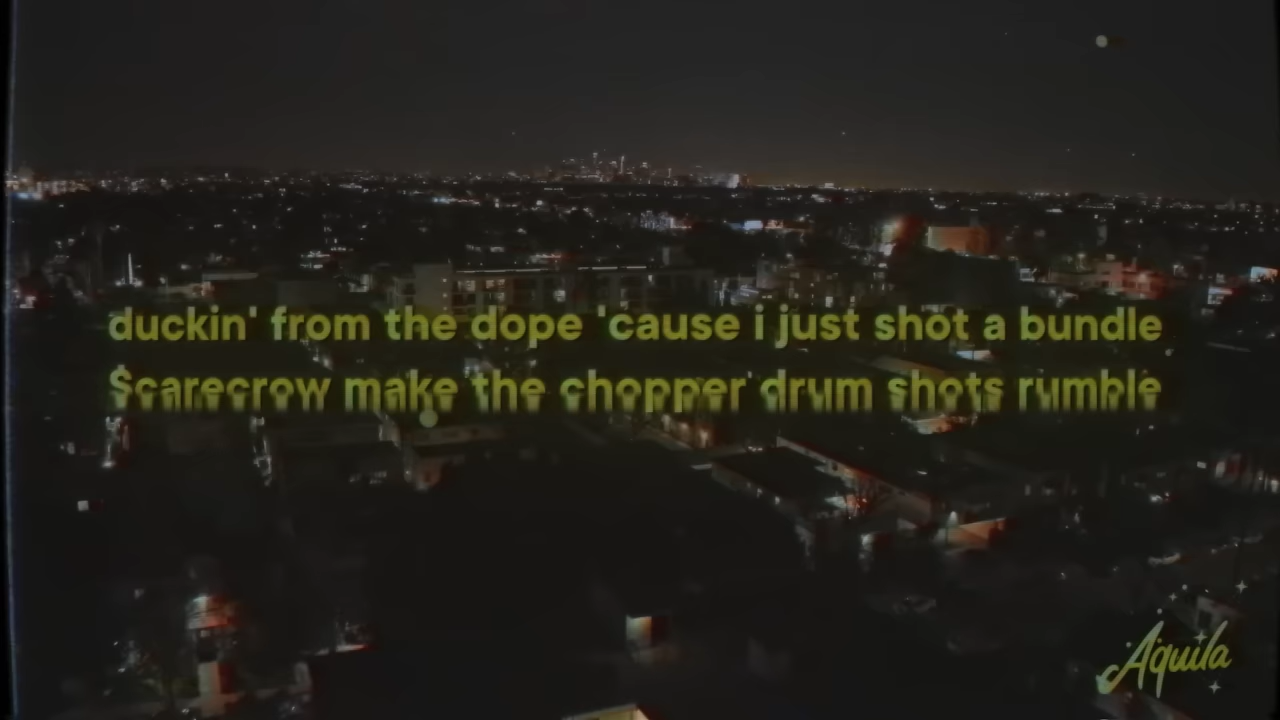 duckin' from the dope 'cause i just shot a bundle
$carecrow make the chopper drum shots rumble
Aquila